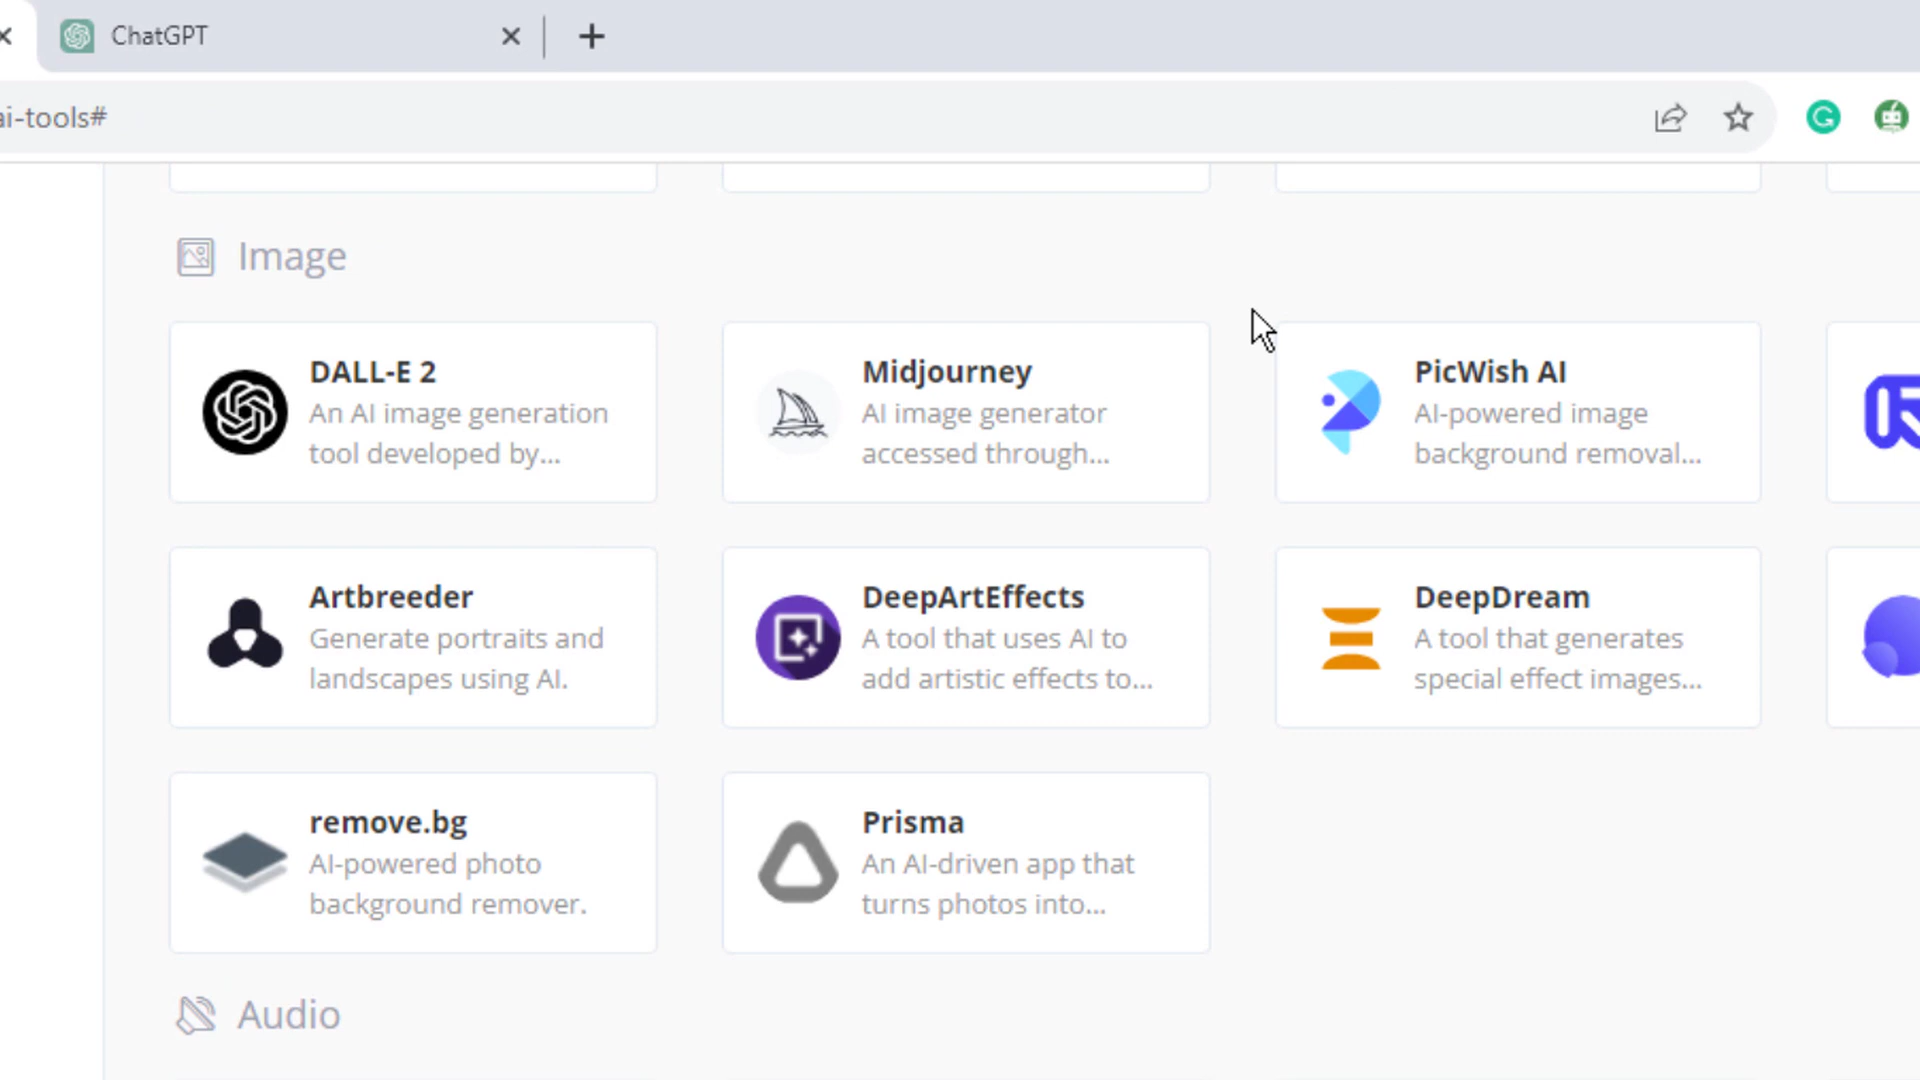 ChatGPT
ai-tools#
Image
DALL-E 2
An AI image generation
tool developed by...
Midjourney
AI image generator
accessed through...
PicWish AI
AI-powered image
background removal...
Artbreeder
Generate portraits and
landscapes using AI.
DeepArtEffects
A tool that uses AI to
add artistic effects to...
DeepDream
A tool that generates
special effect images...
remove.bg
AI-powered photo
background remover.
Prisma
An AI-driven app that
turns photos into...
Audio